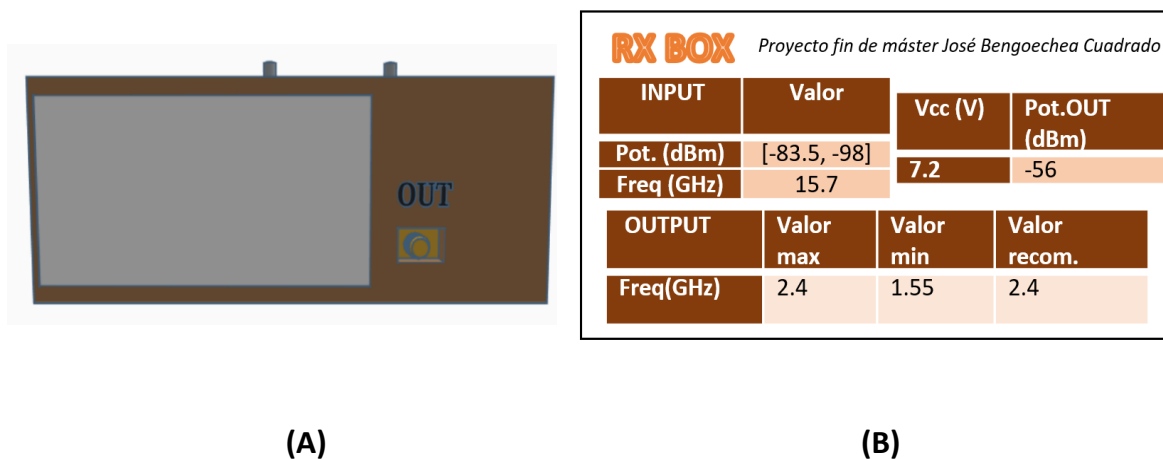 OUT
(A)
RX BOX
Proyecto fin de máster José Bengoechea Cuadrado
INPUT Valor
Pot. (dBm) [-83.5, -98]
Freq (GHz) 15.7
Vcc (V) Pot.OUT
(dBm)
7.2 -56
OUTPUT Valor Valor Valor
max min recom.
Freq(GHz) 2.4 1.55 2.4
(B)